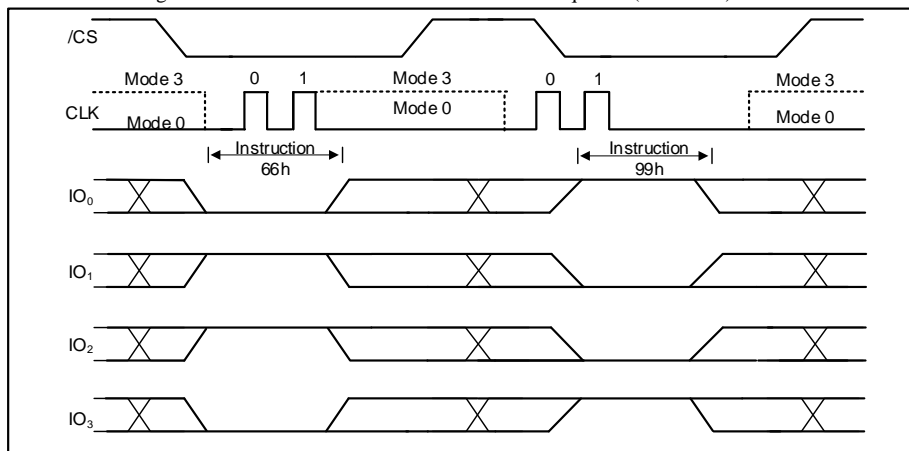 /CS
Mode 3 0 1 Mode 3 0 1 Mode 3
CLK Mode 0 Mode 0 Mode 0
Instruction Instruction
66h 99h
IO₀
IO₁
IO₂
IO₃